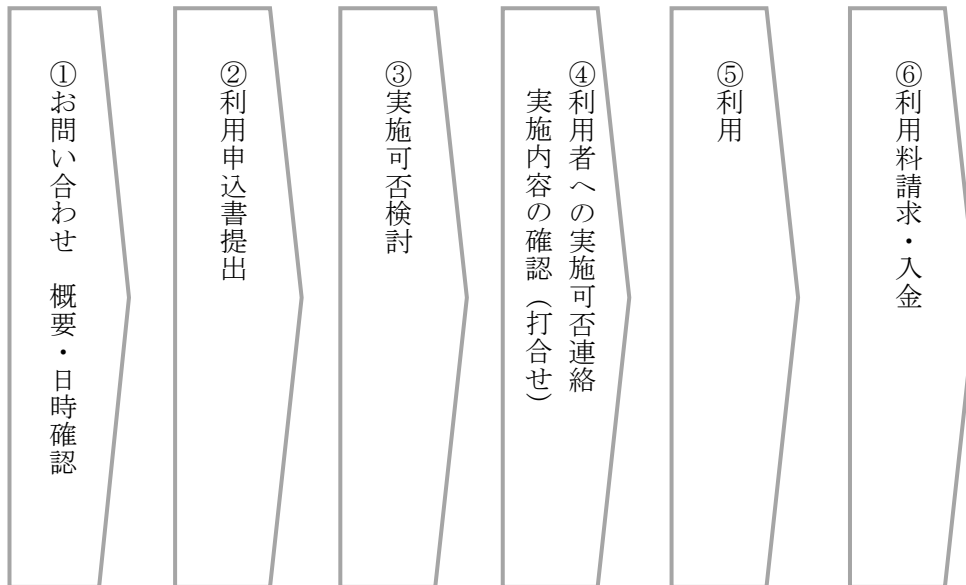 ①お問い合わせ　概要・日時確認
②利用申込書提出
③実施可否検討
④利用者への実施可否連絡
実施内容の確認（打合せ）
⑤利用
⑥利用料請求・入金